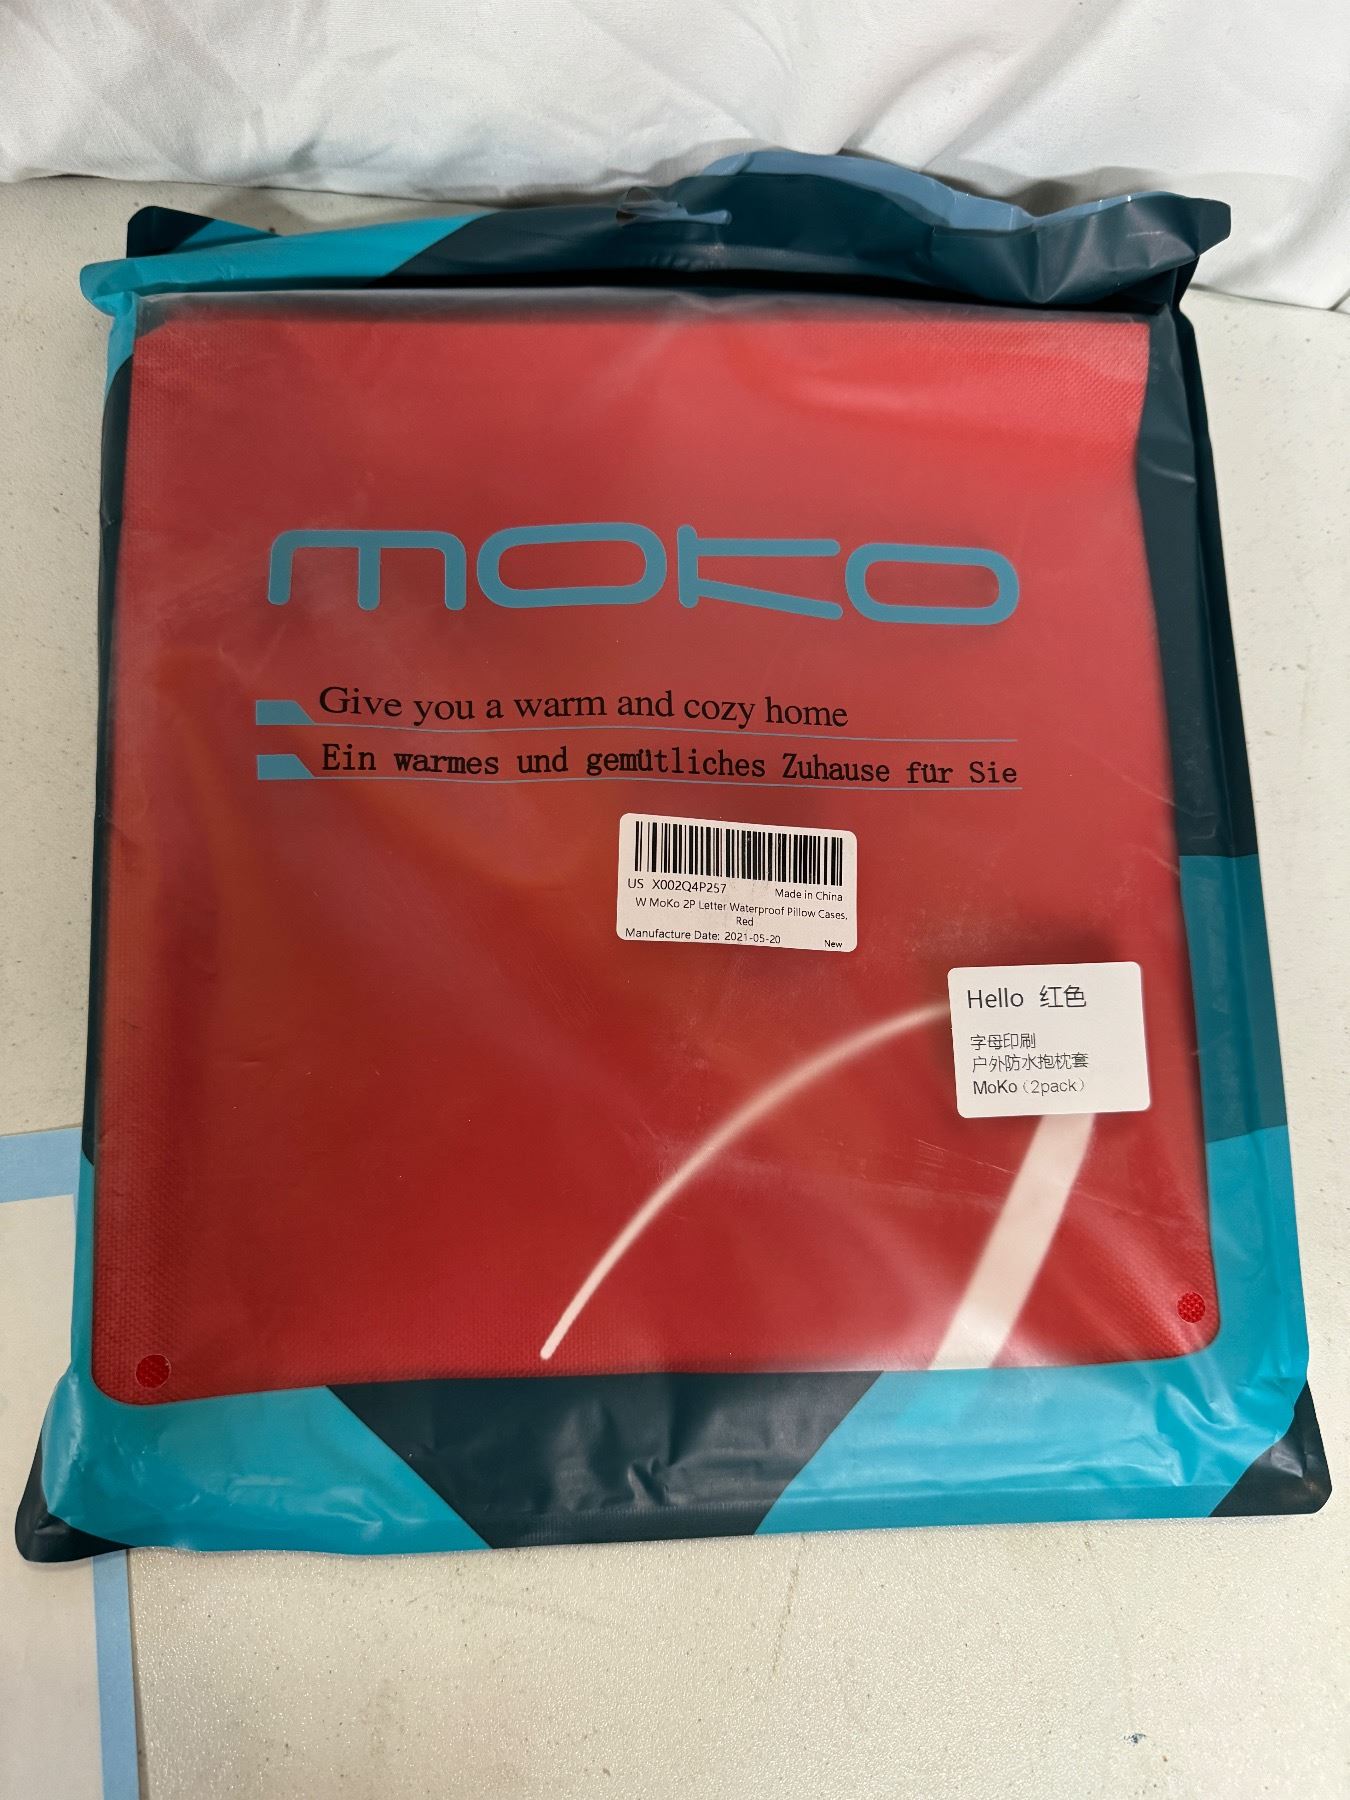 moko
Give you a warm and cozy home
Ein warmes und gemütliches Zuhause für Sie
US X002Q4P257 Made in China
W MoKo 2P Letter Waterproof Pillow Cases,
Red
Manufacture Date: 2021-05-20 New
Hello 红色
字母印刷
户外防水抱枕套
MoKo（2pack）